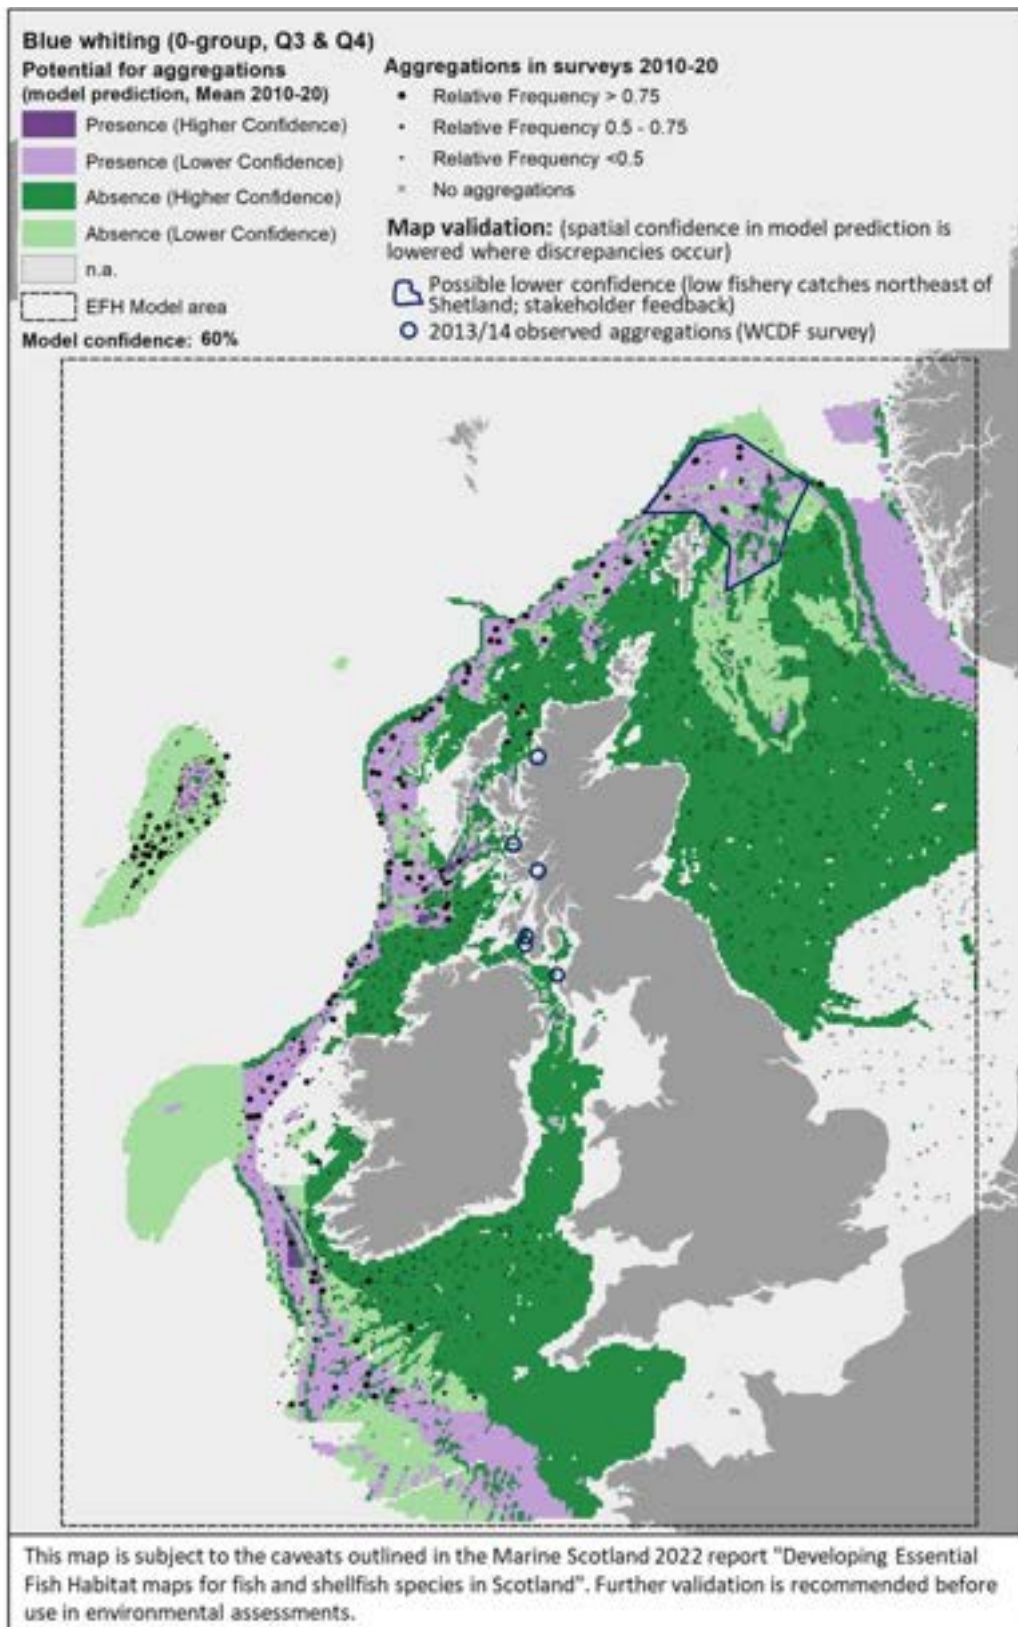 Blue whiting (0-group, Q3 & Q4)
Potential for aggregations
(model prediction, Mean 2010-20)
Presence (Higher Confidence)
Presence (Lower Confidence)
Absence (Higher Confidence)
Absence (Lower Confidence)
n.a.
EFH Model area
Model confidence: 60%
Aggregations in surveys 2010-20
Relative Frequency > 0.75
Relative Frequency 0.5 - 0.75
Relative Frequency <0.5
No aggregations
Map validation: (spatial confidence in model prediction is
lowered where discrepancies occur)
Possible lower confidence (low fishery catches northeast of
Shetland; stakeholder feedback)
2013/14 observed aggregations (WCDF survey)
This map is subject to the caveats outlined in the Marine Scotland 2022 report "Developing Essential
Fish Habitat maps for fish and shellfish species in Scotland". Further validation is recommended before
use in environmental assessments.